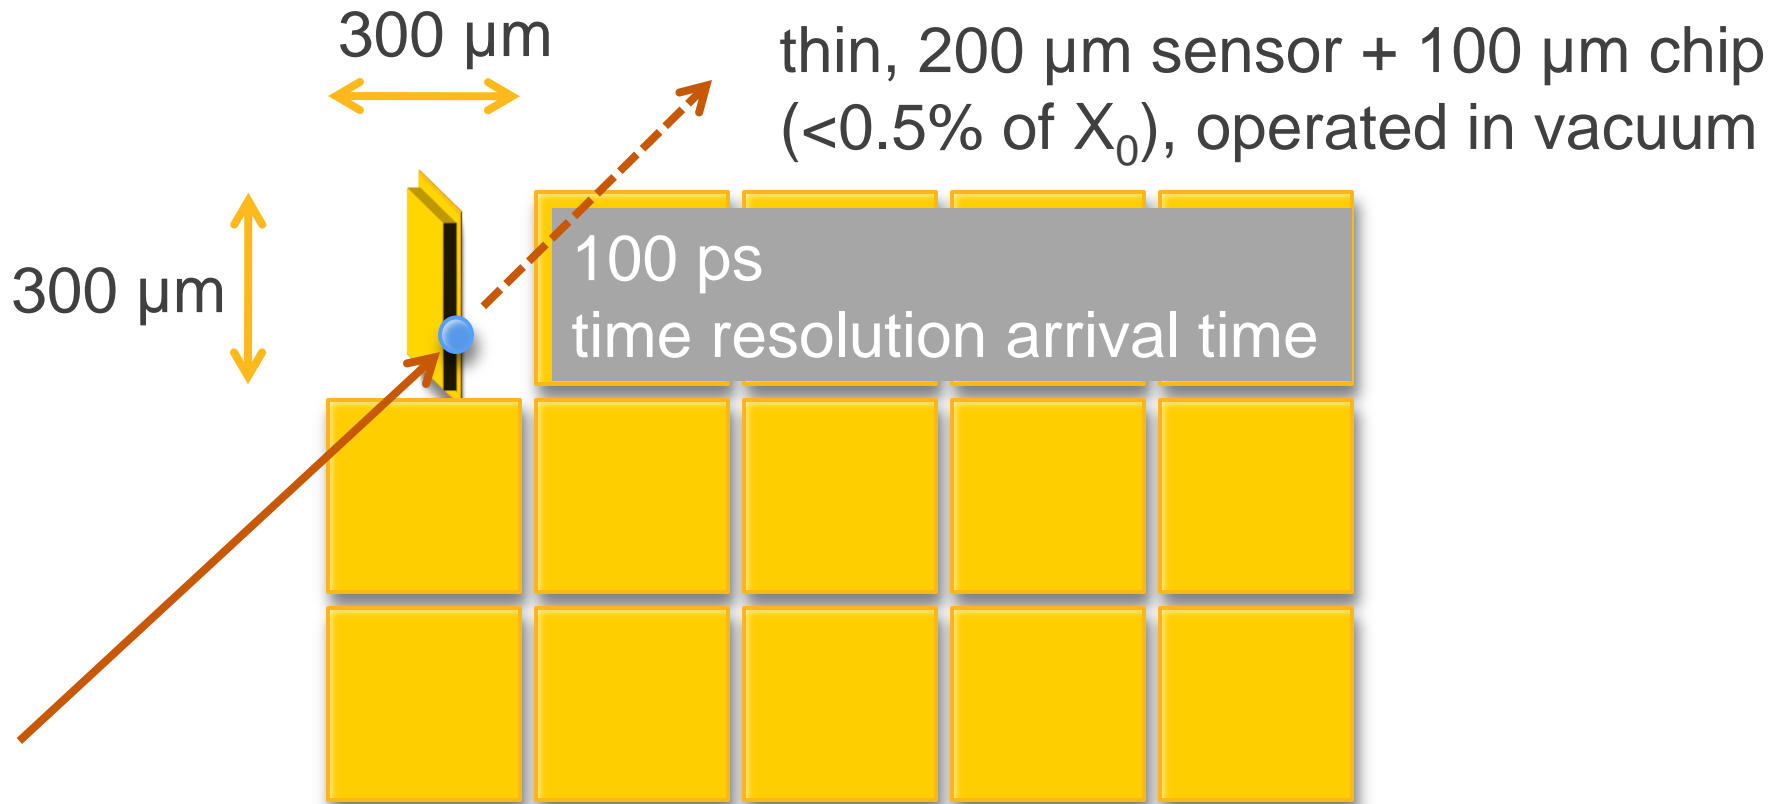 300 µm
thin, 200 µm sensor + 100 µm chip
(<0.5% of X₀), operated in vacuum
300 µm
100 ps
time resolution arrival time